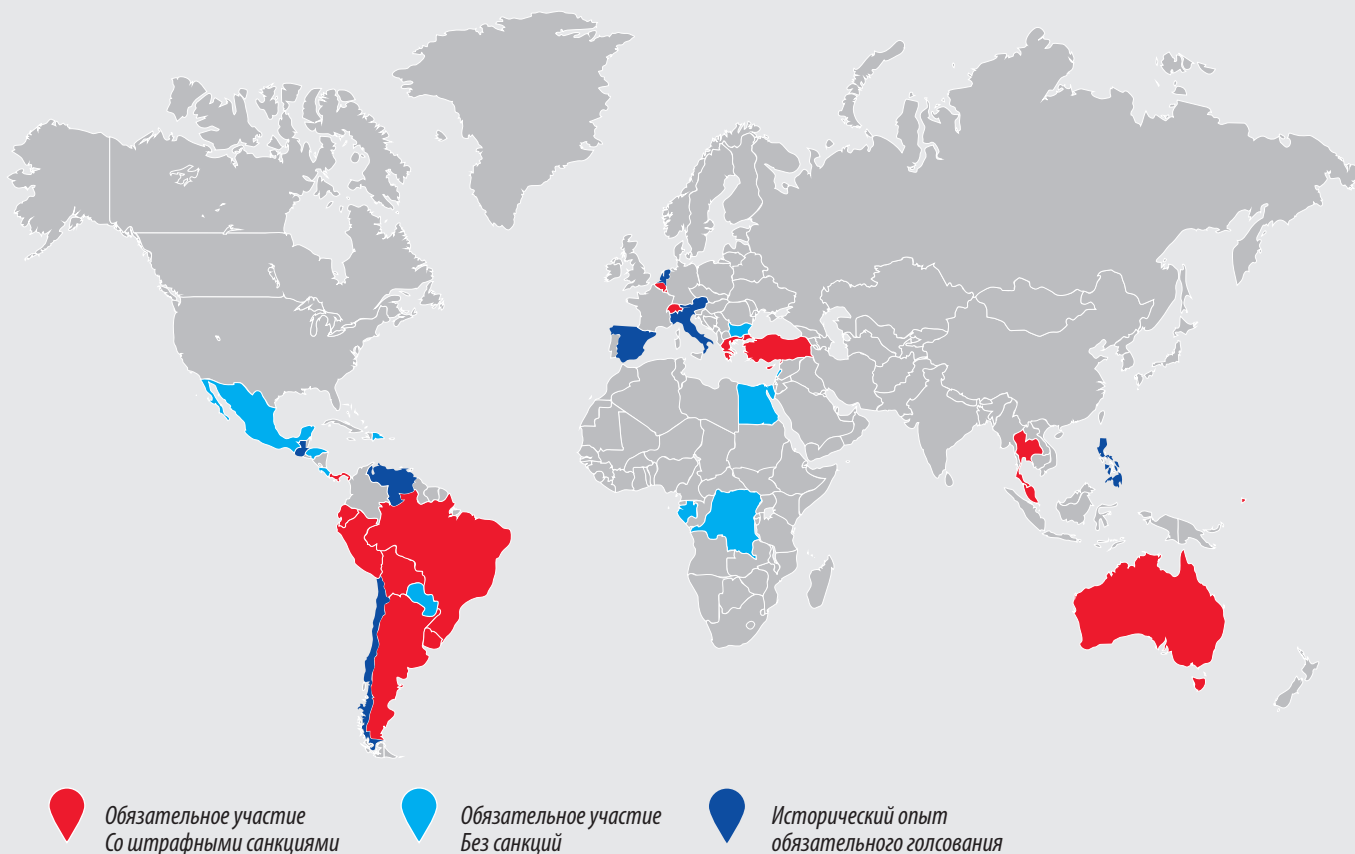 Обязательное участие
Со штрафными санкциями
Обязательное участие
Без санкций
Исторический опыт
обязательного голсования